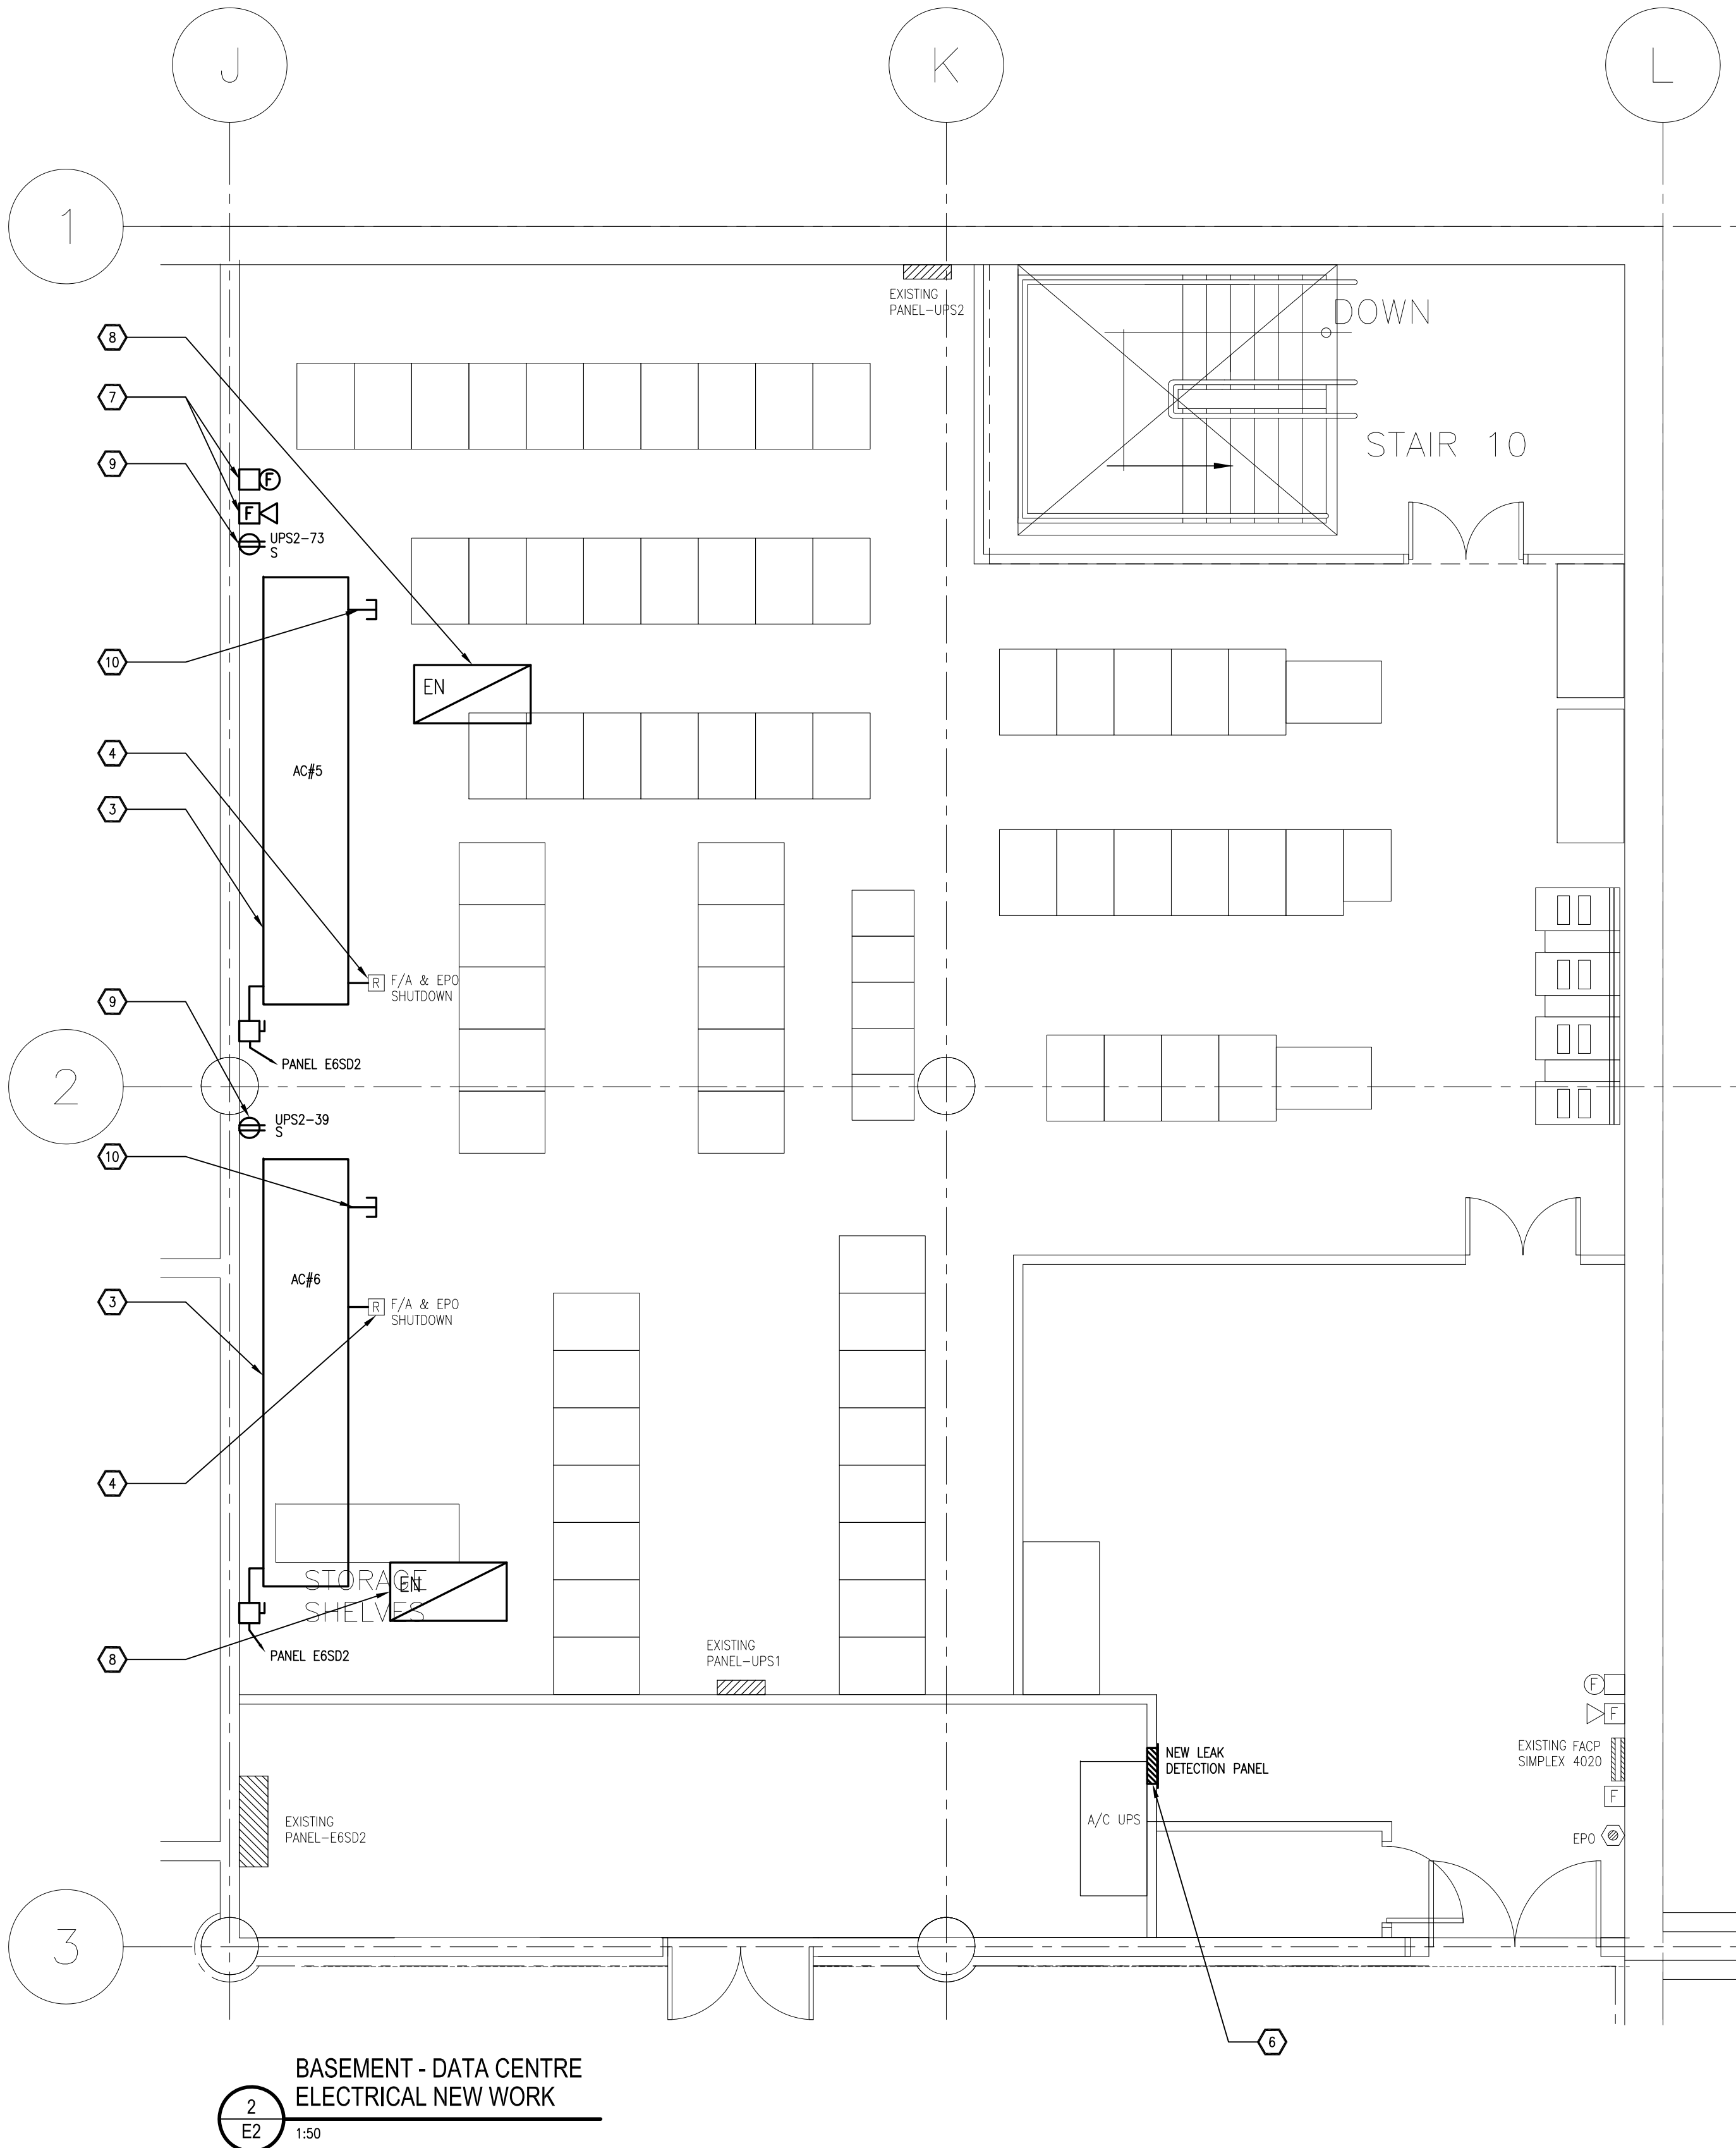 J
K
L
1
EXISTING
PANEL-UPS2
DOWN
8
7
9
STAIR 10
F
F
UPS2-73
S
10
EN
4
AC#5
3
R
F/A & EPO
SHUTDOWN
9
PANEL E6SD2
2
UPS2-39
S
10
AC#6
3
R
F/A & EPO
SHUTDOWN
4
STORAGE
SHELVES
EN
8
PANEL E6SD2
EXISTING
PANEL-UPS1
F
F
NEW LEAK
DETECTION PANEL
EXISTING FACP
SIMPLEX 4020
F
A/C UPS
EXISTING
PANEL-E6SD2
EPO
3
6
BASEMENT - DATA CENTRE
ELECTRICAL NEW WORK
2
E2
1:50